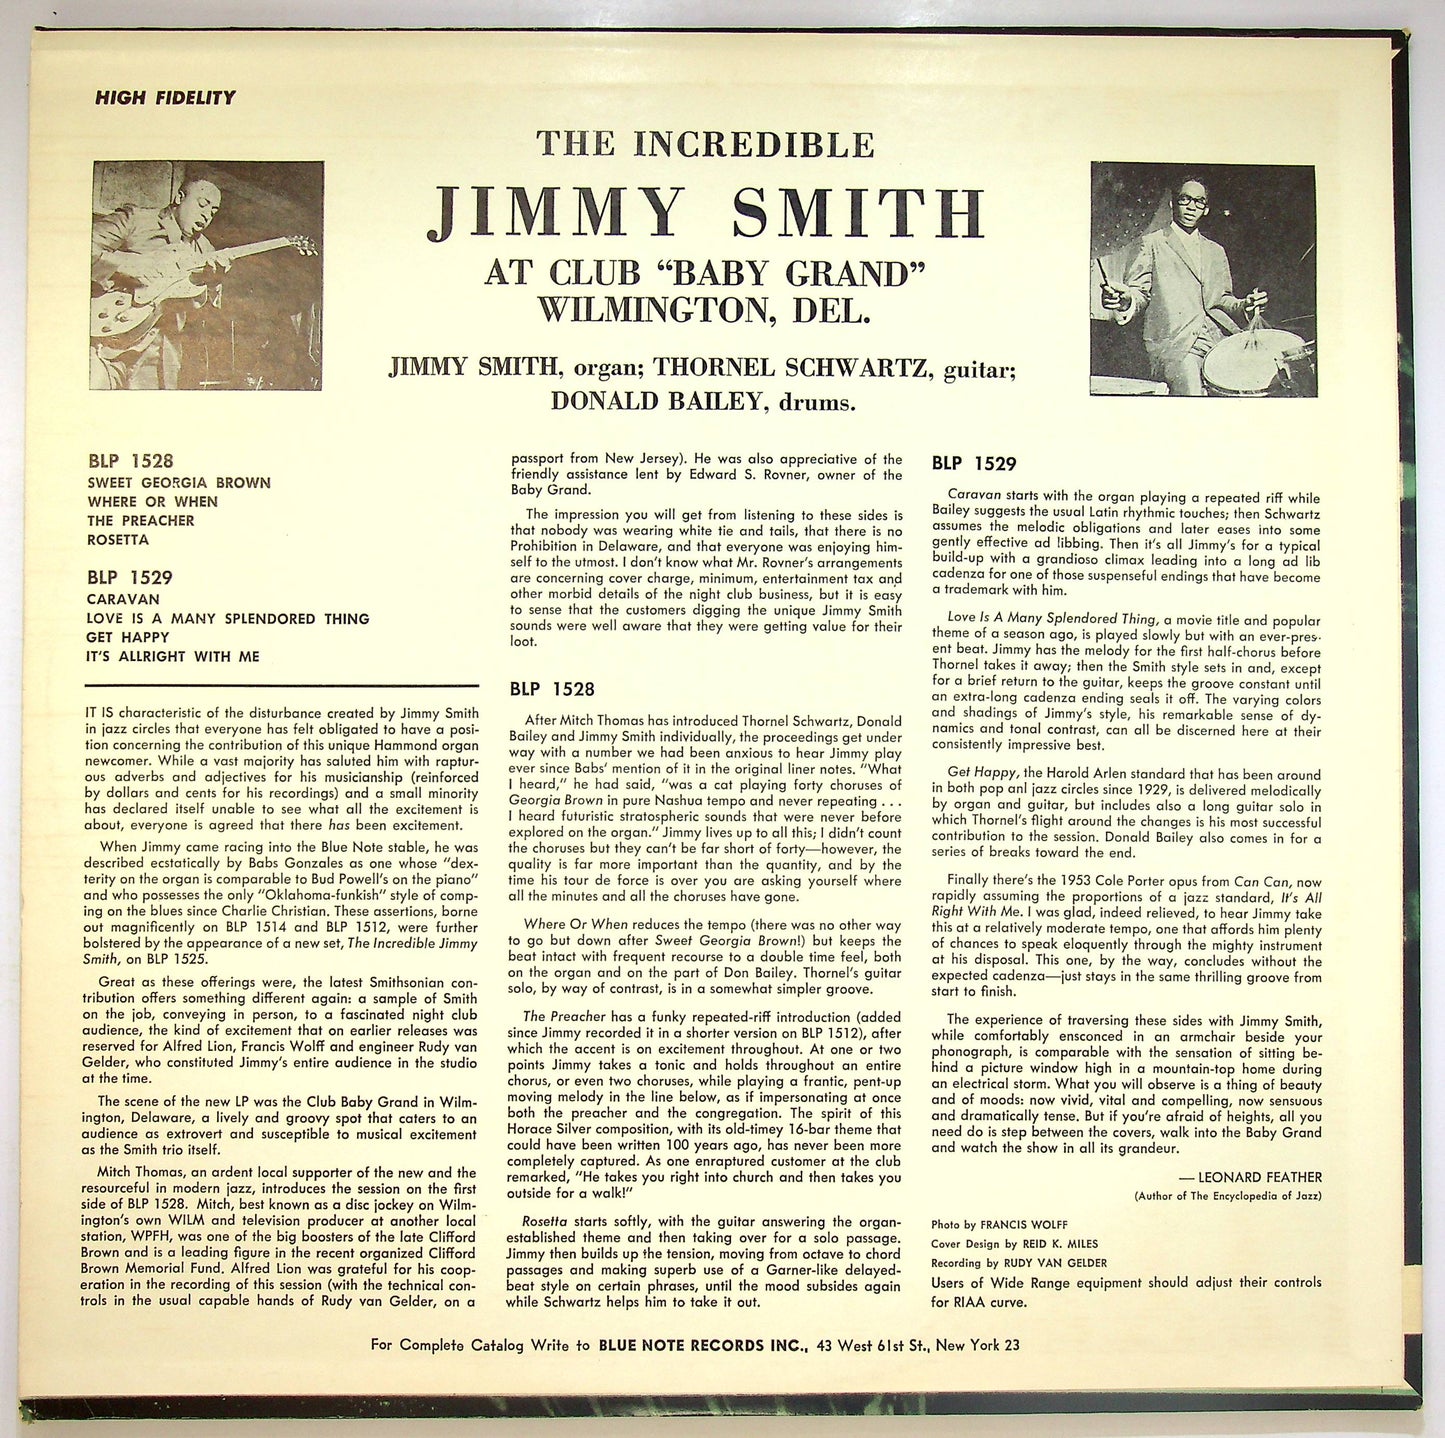 HIGH FIDELITY
THE INCREDIBLE
JIMMY SMITH
AT CLUB “BABY GRAND”
WILMINGTON, DEL.
JIMMY SMITH, organ; THORNEL SCHWARTZ, guitar;
DONALD BAILEY, drums.
BLP 1528
SWEET GEORGIA BROWN
WHERE OR WHEN
THE PREACHER
ROSETTA
BLP 1529
CARAVAN
LOVE IS A MANY SPLENDORED THING
GET HAPPY
IT'S ALLRIGHT WITH ME
IT IS characteristic of the disturbance created by Jimmy Smith
in jazz circles that everyone has felt obligated to have a posi-
tion concerning the contribution of this unique Hammond organ
newcomer. While a vast majority has saluted him with raptur-
ous adverbs and adjectives for his musicianship (reinforced
by dollars and cents for his recordings) and a small minority
has declared itself unable to see what all the excitement is
about, everyone is agreed that there has been excitement.
When Jimmy came racing into the Blue Note stable, he was
described ecstatically by Babs Gonzales as one whose "dex-
terity on the organ is comparable to Bud Powell's on the piano"
and who possesses the only "Oklahoma-funkish" style of comp-
ing on the blues since Charlie Christian. These assertions, borne
out magnificently on BLP 1514 and BLP 1512, were further
bolstered by the appearance of a new set, The Incredible Jimmy
Smith, on BLP 1525.
Great as these offerings were, the latest Smithsonian con-
tribution offers something different again: a sample of Smith
on the job, conveying in person, to a fascinated night club
audience, the kind of excitement that on earlier releases was
reserved for Alfred Lion, Francis Wolff and engineer Rudy van
Gelder, who constituted Jimmy's entire audience in the studio
at the time.
The scene of the new LP was the Club Baby Grand in Wilm-
ington, Delaware, a lively and groovy spot that caters to an
audience as extrovert and susceptible to musical excitement
as the Smith trio itself.
Mitch Thomas, an ardent local supporter of the new and the
resourceful in modern jazz, introduces the session on the first
side of BLP 1528. Mitch, best known as a disc jockey on Wilm-
ington's own WILM and television producer at another local
station, WPFH, was one of the big boosters of the late Clifford
Brown and is a leading figure in the recent organized Clifford
Brown Memorial Fund. Alfred Lion was grateful for his coop-
eration in the recording of this session (with the technical con-
trols in the usual capable hands of Rudy van Gelder, on a
passport from New Jersey). He was also appreciative of the
friendly assistance lent by Edward S. Rovner, owner of the
Baby Grand.
The impression you will get from listening to these sides is
that nobody was wearing white tie and tails, that there is no
Prohibition in Delaware, and that everyone was enjoying him-
self to the utmost. I don't know what Mr. Rovner's arrangements
are concerning cover charge, minimum, entertainment tax and
other morbid details of the night club business, but it is easy
to sense that the customers digging the unique Jimmy Smith
sounds were well aware that they were getting value for their
loot.
BLP 1528
After Mitch Thomas has introduced Thornel Schwartz, Donald
Bailey and Jimmy Smith individually, the proceedings get under
way with a number we had been anxious to hear Jimmy play
ever since Babs' mention of it in the original liner notes. "What
I heard," he had said, "was a cat playing forty choruses of
Georgia Brown in pure Nashua tempo and never repeating . . .
I heard futuristic stratospheric sounds that were never before
explored on the organ." Jimmy lives up to all this; I didn't count
the choruses but they can't be far short of forty—however, the
quality is far more important than the quantity, and by the
time his tour de force is over you are asking yourself where
all the minutes and all the choruses have gone.
Where Or When reduces the tempo (there was no other way
to go but down after Sweet Georgia Brown!) but keeps the
beat intact with frequent recourse to a double time feel, both
on the organ and on the part of Don Bailey. Thornel's guitar
solo, by way of contrast, is in a somewhat simpler groove.
The Preacher has a funky repeated-riff introduction (added
since Jimmy recorded it in a shorter version on BLP 1512), after
which the accent is on excitement throughout. At one or two
points Jimmy takes a tonic and holds throughout an entire
chorus, or even two choruses, while playing a frantic, pent-up
moving melody in the line below, as if impersonating at once
both the preacher and the congregation. The spirit of this
Horace Silver composition, with its old-timey 16-bar theme that
could have been written 100 years ago, has never been more
completely captured. As one enraptured customer at the club
remarked, "He takes you right into church and then takes you
outside for a walk!"
Rosetta starts softly, with the guitar answering the organ-
established theme and then taking over for a solo passage.
Jimmy then builds up the tension, moving from octave to chord
passages and making superb use of a Garner-like delayed-
beat style on certain phrases, until the mood subsides again
while Schwartz helps him to take it out.
BLP 1529
Caravan starts with the organ playing a repeated riff while
Bailey suggests the usual Latin rhythmic touches; then Schwartz
assumes the melodic obligations and later eases into some
gently effective ad libbing. Then it's all Jimmy's for a typical
build-up with a grandioso climax leading into a long ad lib
cadenza for one of those suspenseful endings that have become
a trademark with him.
Love Is A Many Splendored Thing, a movie title and popular
theme of a season ago, is played slowly but with an ever-pres-
ent beat. Jimmy has the melody for the first half-chorus before
Thornel takes it away; then the Smith style sets in and, except
for a brief return to the guitar, keeps the groove constant until
an extra-long cadenza ending seals it off. The varying colors
and shadings of Jimmy's style, his remarkable sense of dy-
namics and tonal contrast, can all be discerned here at their
consistently impressive best.
Get Happy, the Harold Arlen standard that has been around
in both pop anl jazz circles since 1929, is delivered melodically
by organ and guitar, but includes also a long guitar solo in
which Thornel's flight around the changes is his most successful
contribution to the session. Donald Bailey also comes in for a
series of breaks toward the end.
Finally there's the 1953 Cole Porter opus from Can Can, now
rapidly assuming the proportions of a jazz standard, It's All
Right With Me. I was glad, indeed relieved, to hear Jimmy take
this at a relatively moderate tempo, one that affords him plenty
of chances to speak eloquently through the mighty instrument
at his disposal. This one, by the way, concludes without the
expected cadenza—just stays in the same thrilling groove from
start to finish.
The experience of traversing these sides with Jimmy Smith,
while comfortably ensconced in an armchair beside your
phonograph, is comparable with the sensation of sitting be-
hind a picture window high in a mountain-top home during
an electrical storm. What you will observe is a thing of beauty
and of moods: now vivid, vital and compelling, now sensuous
and dramatically tense. But if you're afraid of heights, all you
need do is step between the covers, walk into the Baby Grand
and watch the show in all its grandeur.
— LEONARD FEATHER
(Author of The Encyclopedia of Jazz)
Photo by FRANCIS WOLFF
Cover Design by REID K. MILES
Recording by RUDY VAN GELDER
Users of Wide Range equipment should adjust their controls
for RIAA curve.
For Complete Catalog Write to BLUE NOTE RECORDS INC., 43 West 61st St., New York 23